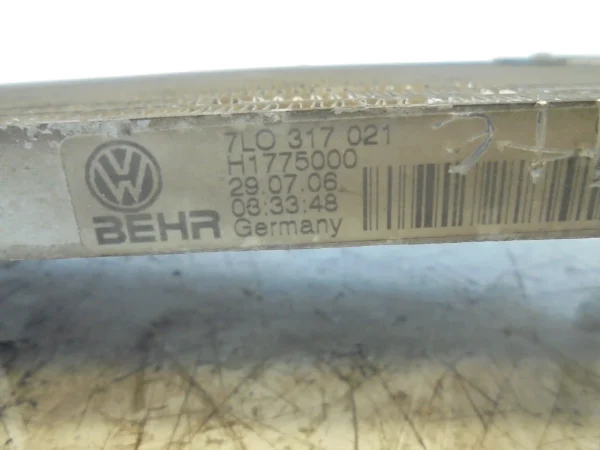 7L0 317 021
H1775000
29.07.06
08:33:48
Germany
VW
BEHR